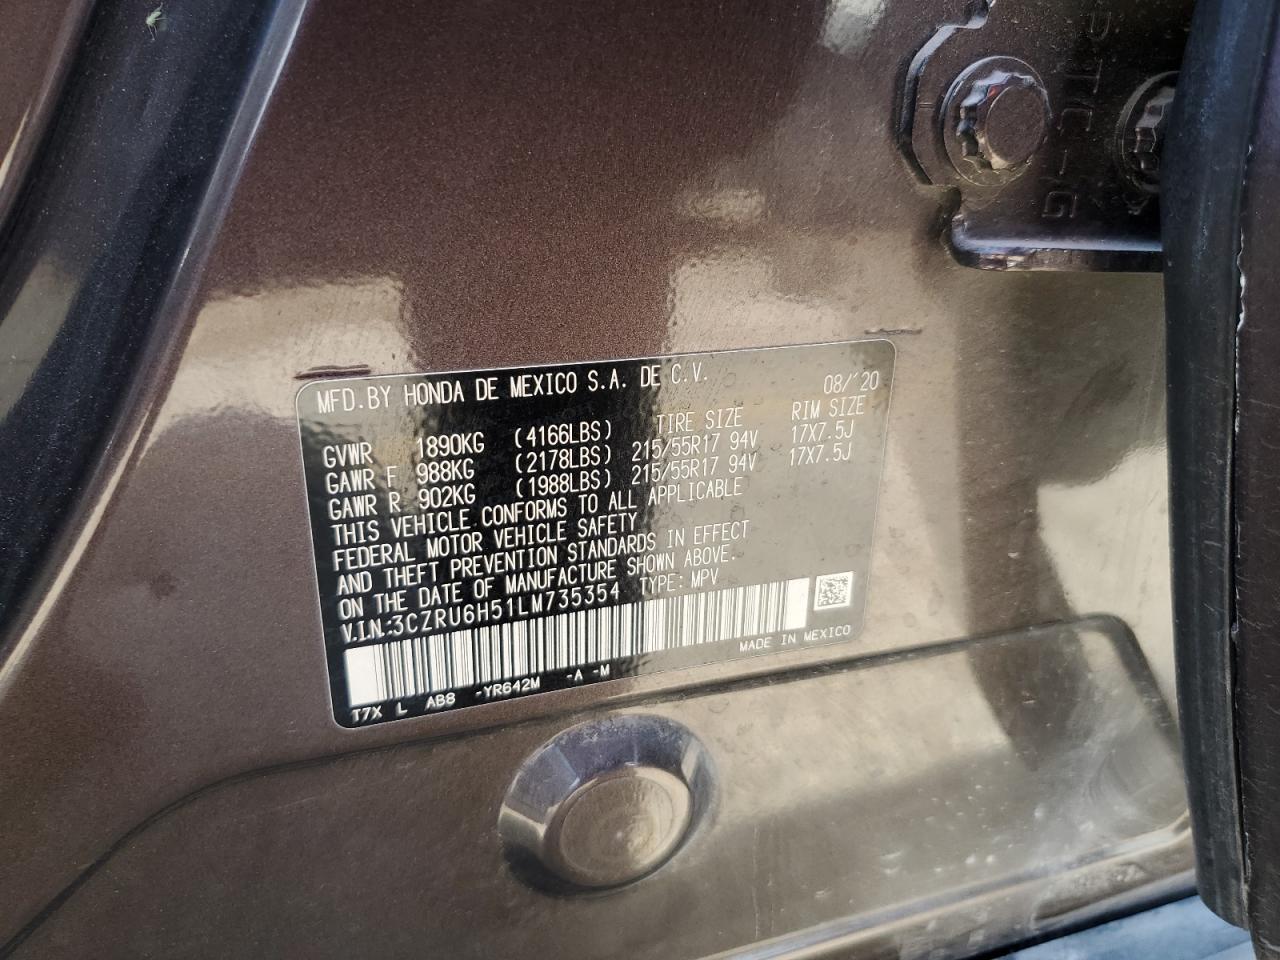 PTC-G
MFD.BY HONDA DE MEXICO S.A. DE C.V. 08/'20
TIRE SIZE RIM SIZE
GVWR 1890KG (4166LBS) 215/55R17 94V 17X7.5J
GAWR F 988KG (2178LBS) 215/55R17 94V 17X7.5J
GAWR R 902KG (1988LBS)
THIS VEHICLE CONFORMS TO ALL APPLICABLE
FEDERAL MOTOR VEHICLE SAFETY
AND THEFT PREVENTION STANDARDS IN EFFECT
ON THE DATE OF MANUFACTURE SHOWN ABOVE.
V.I.N:3CZRU6H51LM735354 TYPE: MPV
MADE IN MEXICO
T7X L AB8 -YR642M -A -M